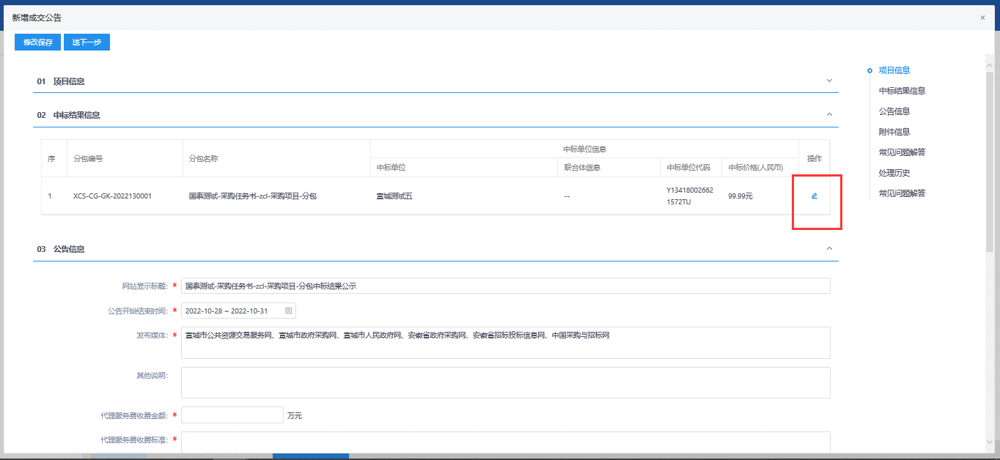 新增成交公告
×
修改保存
送下一步
01 项目信息
02 中标结果信息
序
分包编号
分包名称
中标单位信息
操作
中标单位
联合体信息
中标单位代码
中标价格(人民币)
1
XCS-CG-GK-2022130001
国泰测试-采购任务书-zcl-采购项目-分包
宣城测试五
--
Y13418002662
1572TU
99.99元
03 公告信息
网站显示标题: *
国泰测试-采购任务书-zcl-采购项目-分包中标结果公示
公告开始结束时间: *
2022-10-28 ~ 2022-10-31
发布媒体: *
宣城市公共资源交易服务网、宣城市政府采购网、宣城市人民政府网、安徽省政府采购网、安徽省招标投标信息网、中国采购与招标网
其他说明:
代理服务费收费金额: *
万元
代理服务费收费标准: *
项目信息
中标结果信息
公告信息
附件信息
常见问题解答
处理历史
常见问题解答